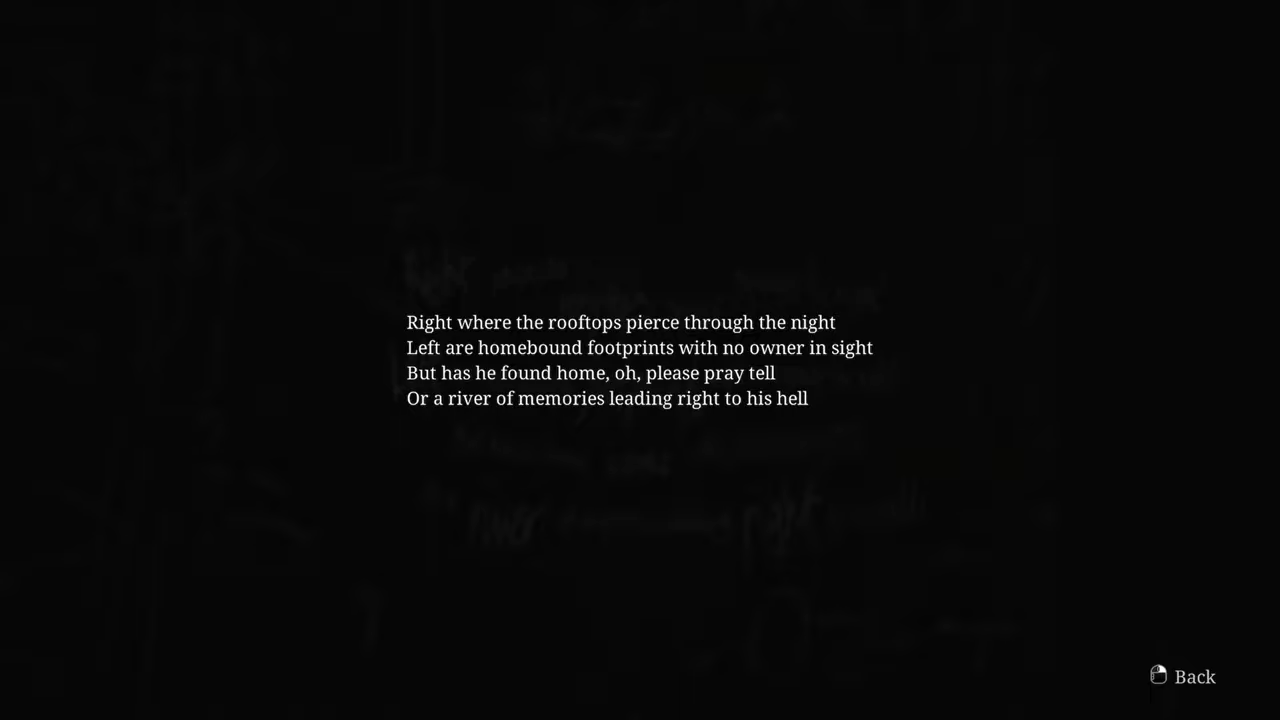 Right where the rooftops pierce through the night
Left are homebound footprints with no owner in sight
But has he found home, oh, please pray tell
Or a river of memories leading right to his hell
Back